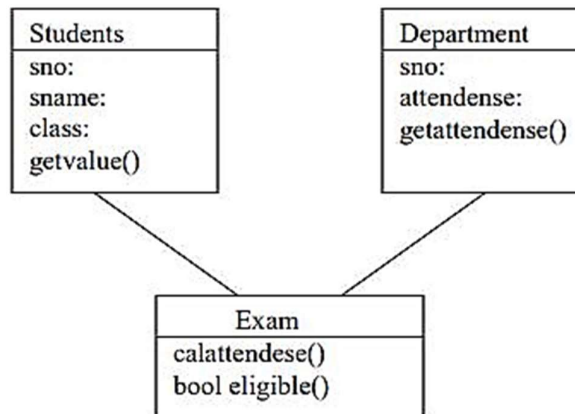 Students
sno:
sname:
class:
getvalue()
Department
sno:
attendense:
getattendense()
Exam
calattendese()
bool eligible()